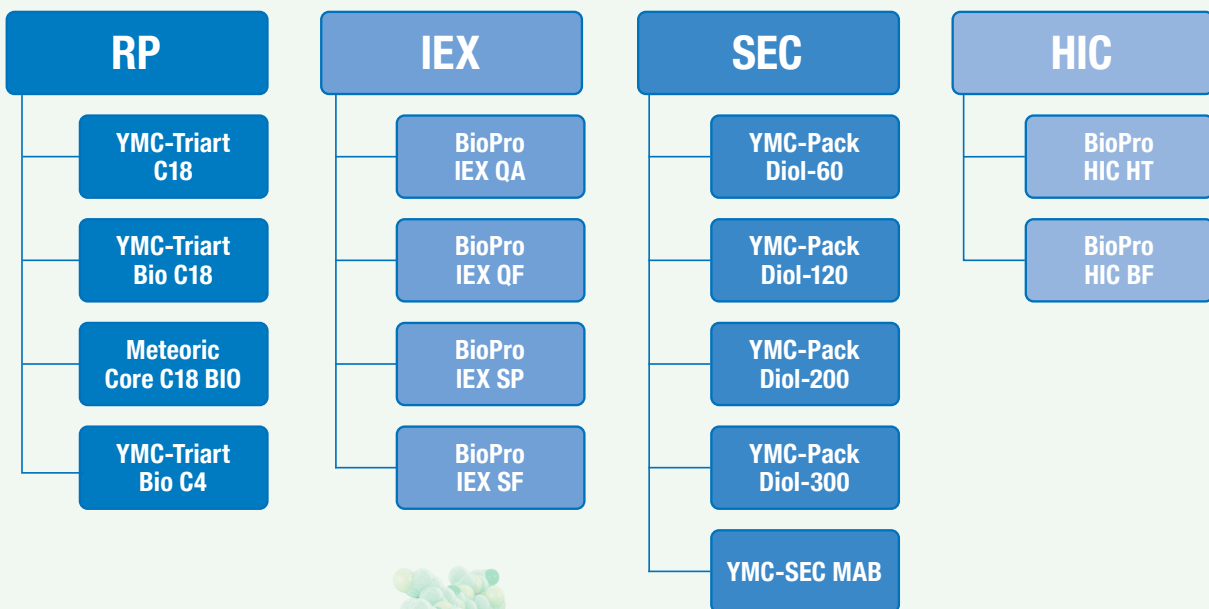 RP
YMC-Triart
C18
YMC-Triart
Bio C18
Meteoric
Core C18 BIO
YMC-Triart
Bio C4
IEX
BioPro
IEX QA
BioPro
IEX QF
BioPro
IEX SP
BioPro
IEX SF
SEC
YMC-Pack
Diol-60
YMC-Pack
Diol-120
YMC-Pack
Diol-200
YMC-Pack
Diol-300
YMC-SEC MAB
HIC
BioPro
HIC HT
BioPro
HIC BF